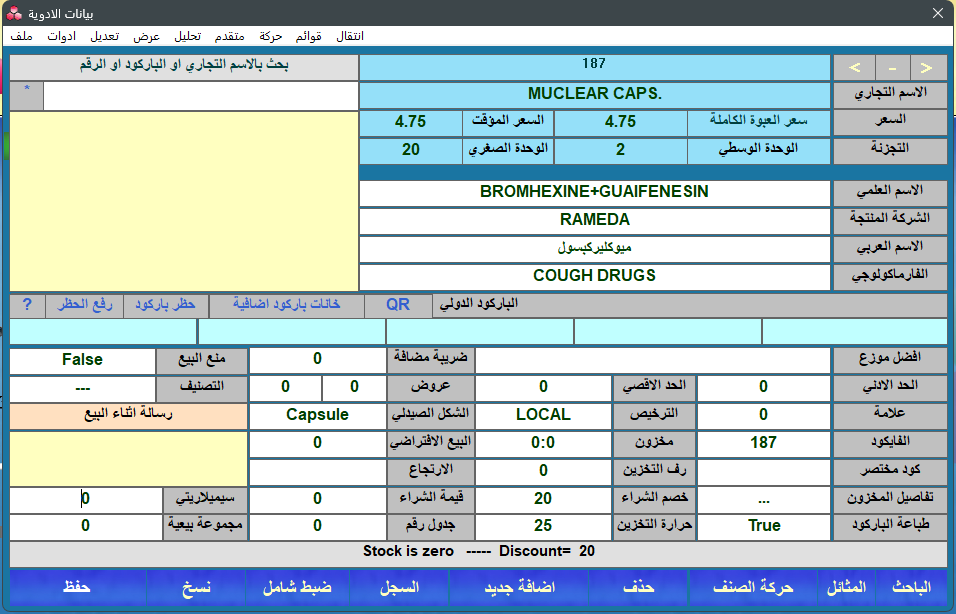 بيانات الادوية
ملف ادوات تعديل عرض تحليل متقدم حركة قوائم انتقال
بحث بالاسم التجاري او الباركود او الرقم 187 < - >
* MUCLEAR CAPS. الاسم التجاري
السعر سعر العبوة الكاملة 4.75 السعر المؤقت 4.75
التجزئة الوحدة الوسطي 2 الوحدة الصغري 20
الاسم العلمي BROMHEXINE+GUAIFENESIN
الشركة المنتجة RAMEDA
الاسم العربي ميوكليركبسول
الفارماكولوجي COUGH DRUGS
الباركود الدولي QR خانات باركود اضافية حظر باركود رفع الحظر ?
افضل موزع ضريبة مضافة 0 منع البيع False
الحد الادني 0 الحد الاقصي 0 عروض 0 0 التصنيف ---
علامة 0 الترخيص LOCAL الشكل الصيدلي Capsule رسالة اثناء البيع
الفايكود 187 مخزون 0:0 البيع الافتراضي 0
كود مختصر رف التخزين 0 الارتجاع
تفاصيل المخزون ... خصم الشراء 20 قيمة الشراء 0 سيميلاريتي 0
طباعة الباركود True حرارة التخزين 25 جدول رقم 0 مجموعة بيعية 0
Stock is zero ----- Discount= 20
الباحث المثائل حركة الصنف حذف اضافة جديد السجل ضبط شامل نسخ حفظ